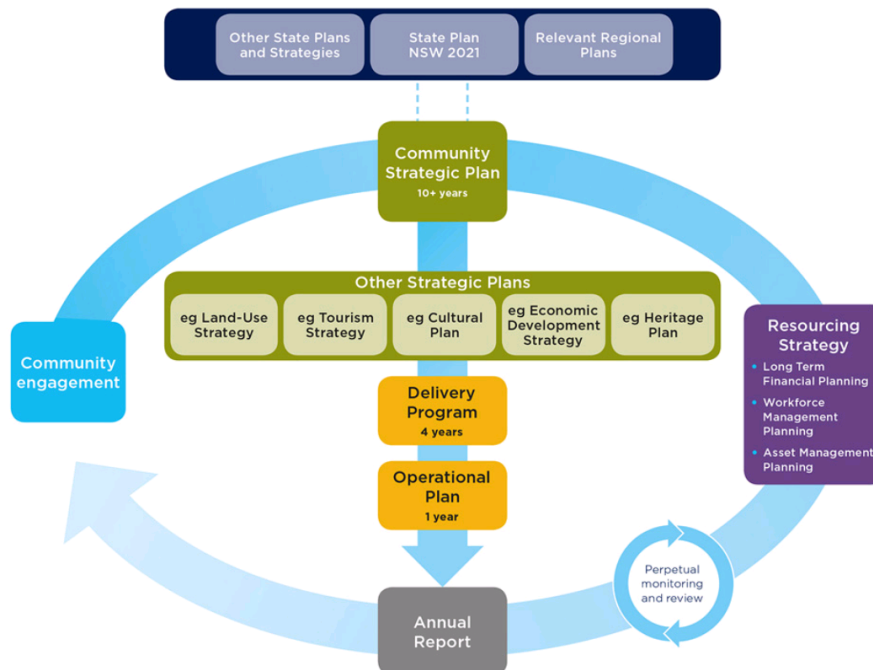 Other State Plans
and Strategies
State Plan
NSW 2021
Relevant Regional
Plans
Community
Strategic Plan
10+ years
Other Strategic Plans
eg Land-Use
Strategy
eg Tourism
Strategy
eg Cultural
Plan
eg Economic
Development
Strategy
eg Heritage
Plan
Community
engagement
Resourcing
Strategy
• Long Term
Financial Planning
• Workforce
Management
Planning
• Asset Management
Planning
Delivery
Program
4 years
Operational
Plan
1 year
Perpetual
monitoring
and review
Annual
Report